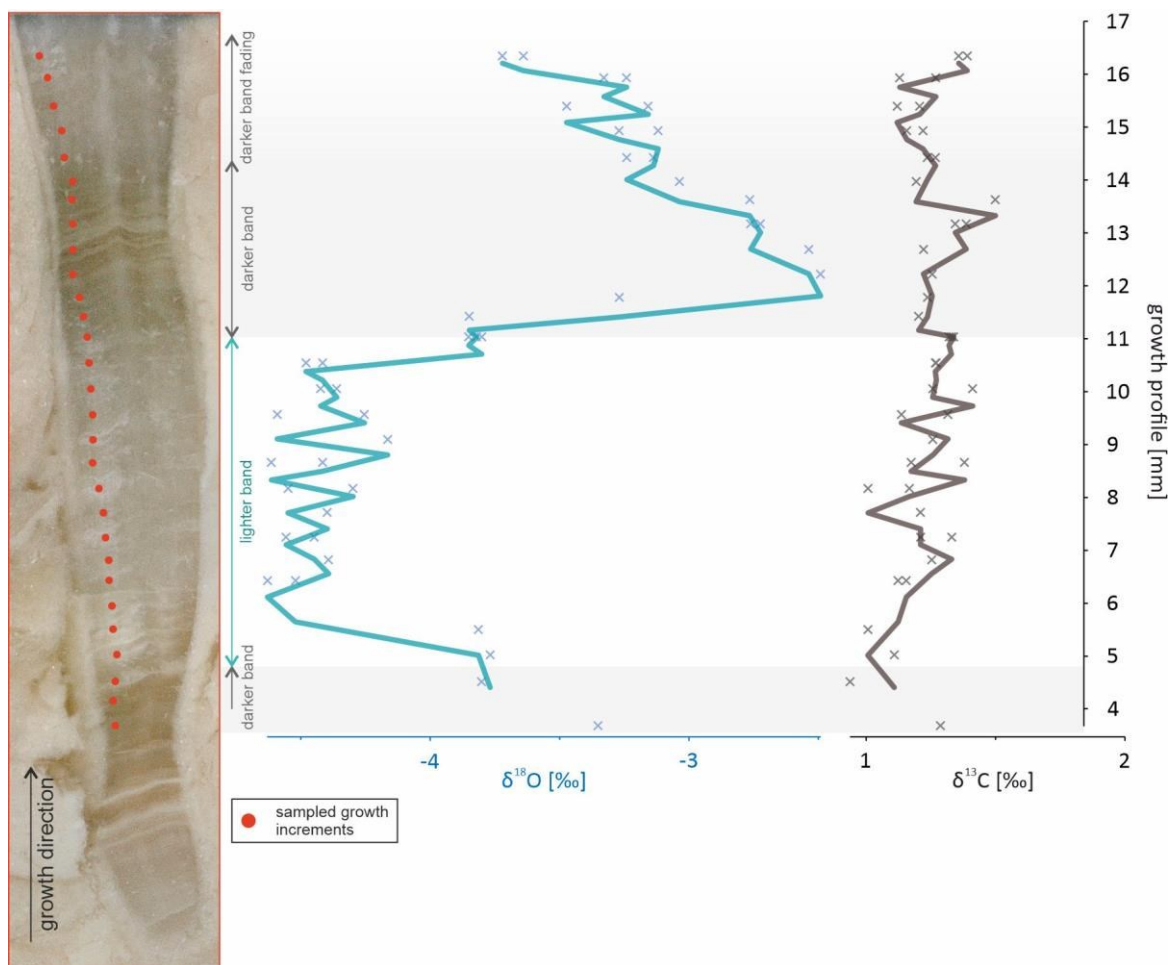 darker band fading
darker band
lighter band
darker band
growth direction
sampled growth
increments
-4
-3
δ¹⁸O [‰]
1
2
δ¹³C [‰]
17
16
15
14
13
12
11
10
9
8
7
6
5
4
growth profile [mm]